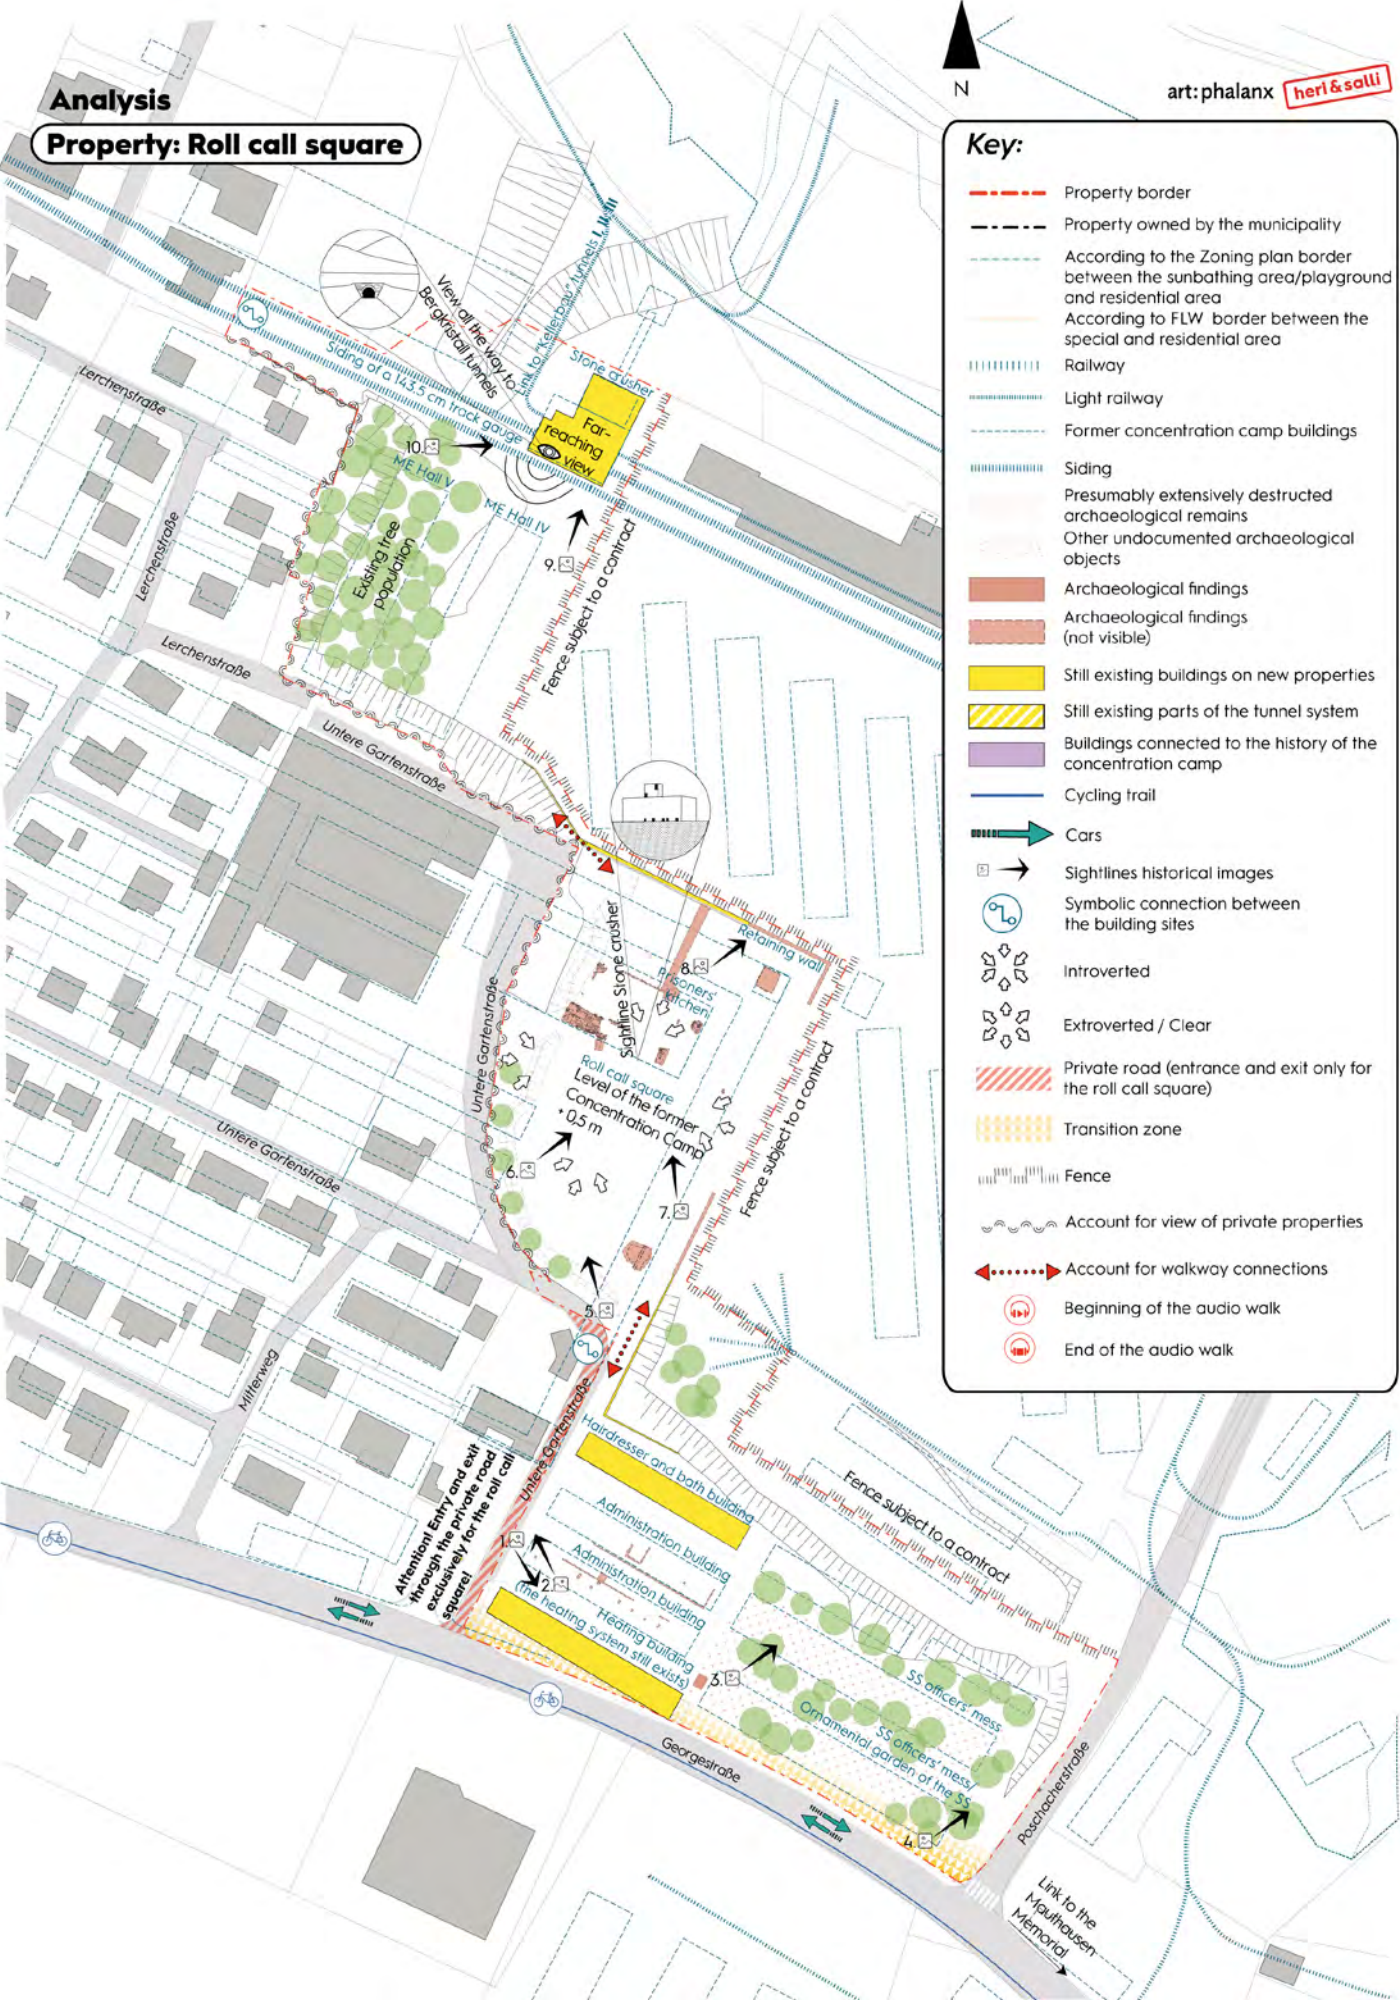 Analysis
Property: Roll call square
N
art:phalanx
heri&salli
Key:
Property border
Property owned by the municipality
According to the Zoning plan border
between the sunbathing area/playground
and residential area
According to FLW border between the
special and residential area
Railway
Light railway
Former concentration camp buildings
Siding
Presumably extensively destructed
archaeological remains
Other undocumented archaeological
objects
Archaeological findings
Archaeological findings
(not visible)
Still existing buildings on new properties
Still existing parts of the tunnel system
Buildings connected to the history of the
concentration camp
Cycling trail
Cars
Sightlines historical images
Symbolic connection between
the building sites
Introverted
Extroverted / Clear
Private road (entrance and exit only for
the roll call square)
Transition zone
Fence
Account for view of private properties
Account for walkway connections
Beginning of the audio walk
End of the audio walk
View all the way to
Bergkristall tunnels
Link to "Kellerbau" tunnels
Stone crusher
Siding of a 143.5 cm track gauge
Far-
reaching
view
10.
ME Hall V
ME Hall IV
9.
Existing tree
population
Fence subject to a contract
Lerchenstraße
Lerchenstraße
Lerchenstraße
Untere Gartenstraße
Sightline Stone crusher
Retaining wall
8.
Prisoners'
kitchen
Untere Gartenstraße
Roll call square
Level of the former
Concentration Camp
+ 0,5 m
Fence subject to a contract
6.
7.
Untere Gartenstraße
5.
Mitterweg
Untere Gartenstraße
Attention! Entry and exit
through the private road
exclusively for the roll call
square!
Hairdresser and bath building
Administration building
Administration building
1.
2.
Heating building
(the heating system still exists)
Fence subject to a contract
3.
SS officers' mess
SS officers' mess/
Ornamental garden of the SS
4.
Georgestraße
Poschacherstraße
Link to the
Mauthausen
Memorial